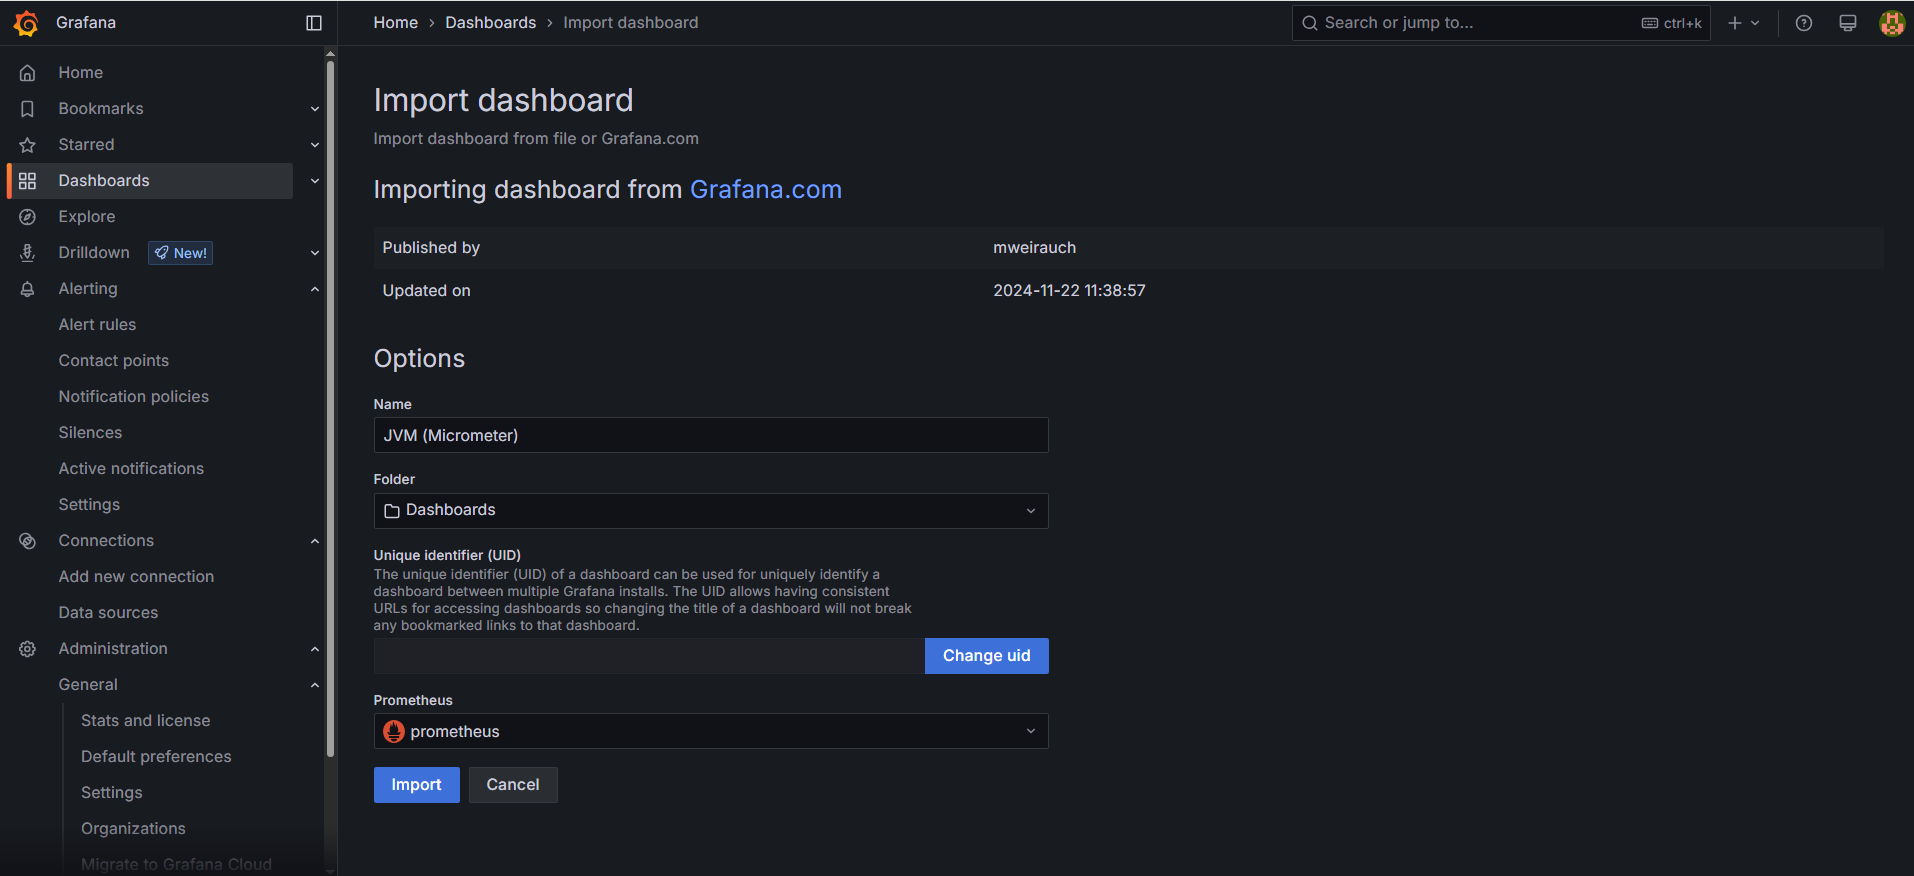 Grafana
Home › Dashboards › Import dashboard
Search or jump to... ctrl+k
Home
Bookmarks
Starred
Dashboards
Explore
Drilldown New!
Alerting
Alert rules
Contact points
Notification policies
Silences
Active notifications
Settings
Connections
Add new connection
Data sources
Administration
General
Stats and license
Default preferences
Settings
Organizations
Migrate to Grafana Cloud
Import dashboard
Import dashboard from file or Grafana.com
Importing dashboard from Grafana.com
Published by mweirauch
Updated on 2024-11-22 11:38:57
Options
Name
JVM (Micrometer)
Folder
Dashboards
Unique identifier (UID)
The unique identifier (UID) of a dashboard can be used for uniquely identify a
dashboard between multiple Grafana installs. The UID allows having consistent
URLs for accessing dashboards so changing the title of a dashboard will not break
any bookmarked links to that dashboard.
Change uid
Prometheus
prometheus
Import Cancel